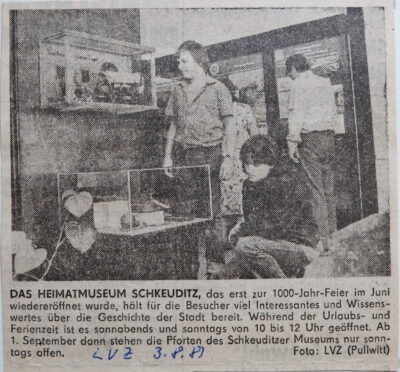 DAS HEIMATMUSEUM SCHKEUDITZ, das erst zur 1000-Jahr-Feier im Juni
wiedereröffnet wurde, hält für die Besucher viel Interessantes und Wissens-
wertes über die Geschichte der Stadt bereit. Während der Urlaubs- und
Ferienzeit ist es sonnabends und sonntags von 10 bis 12 Uhr geöffnet. Ab
1. September dann stehen die Pforten des Schkeuditzer Museums nur sonn-
tags offen. Foto: LVZ (Pullwitt)
LVZ 3.8.81